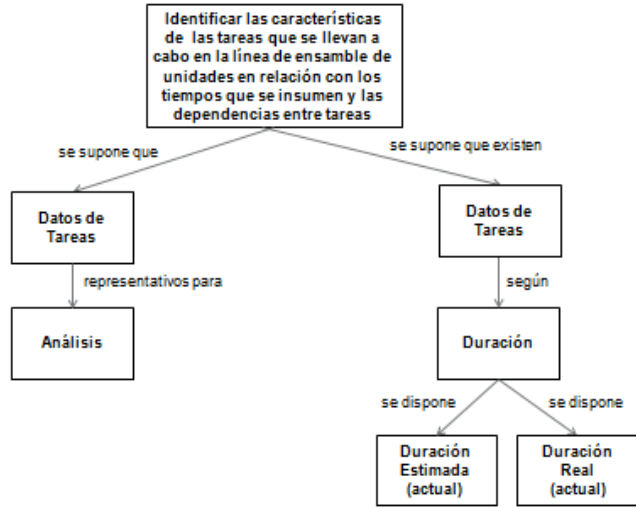 Identificar las características
de las tareas que se llevan a
cabo en la línea de ensamble de
unidades en relación con los
tiempos que se insumen y las
dependencias entre tareas
se supone que
se supone que existen
Datos de
Tareas
Datos de
Tareas
representativos para
según
Análisis
Duración
se dispone
se dispone
Duración
Estimada
(actual)
Duración
Real
(actual)